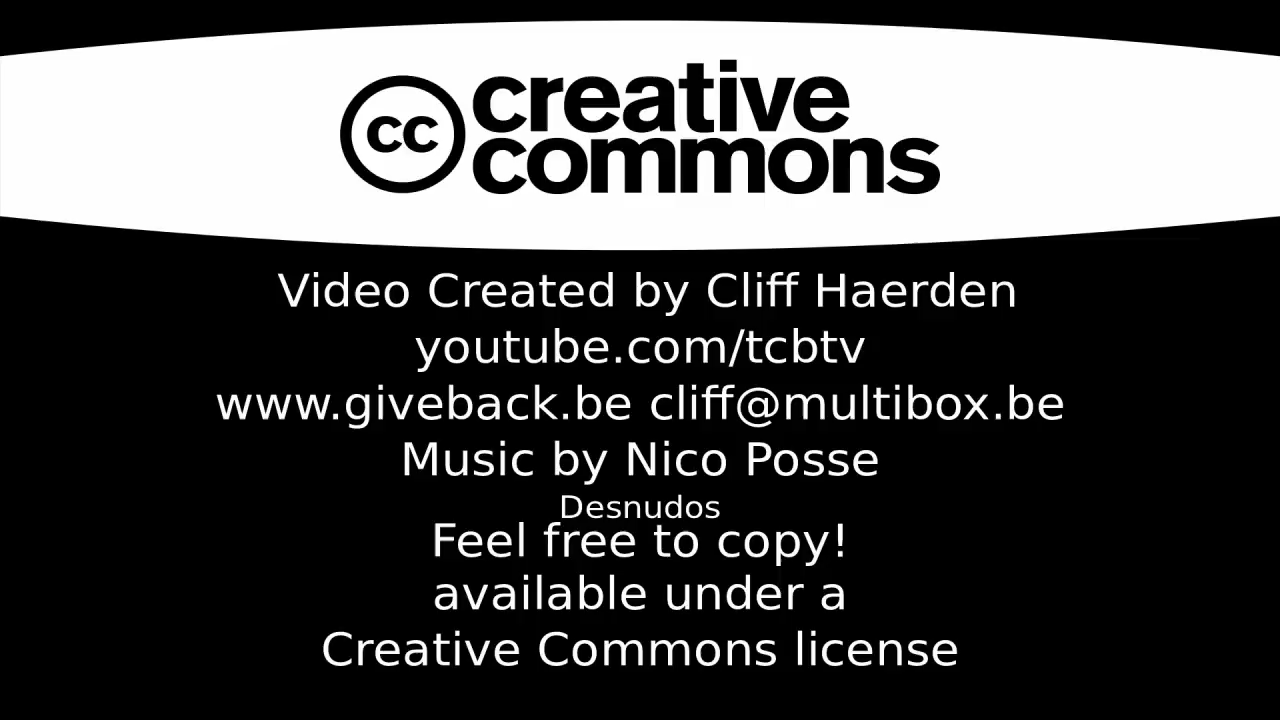 cc creative
commons
Video Created by Cliff Haerden
youtube.com/tcbtv
www.giveback.be cliff@multibox.be
Music by Nico Posse
Desnudos
Feel free to copy!
available under a
Creative Commons license